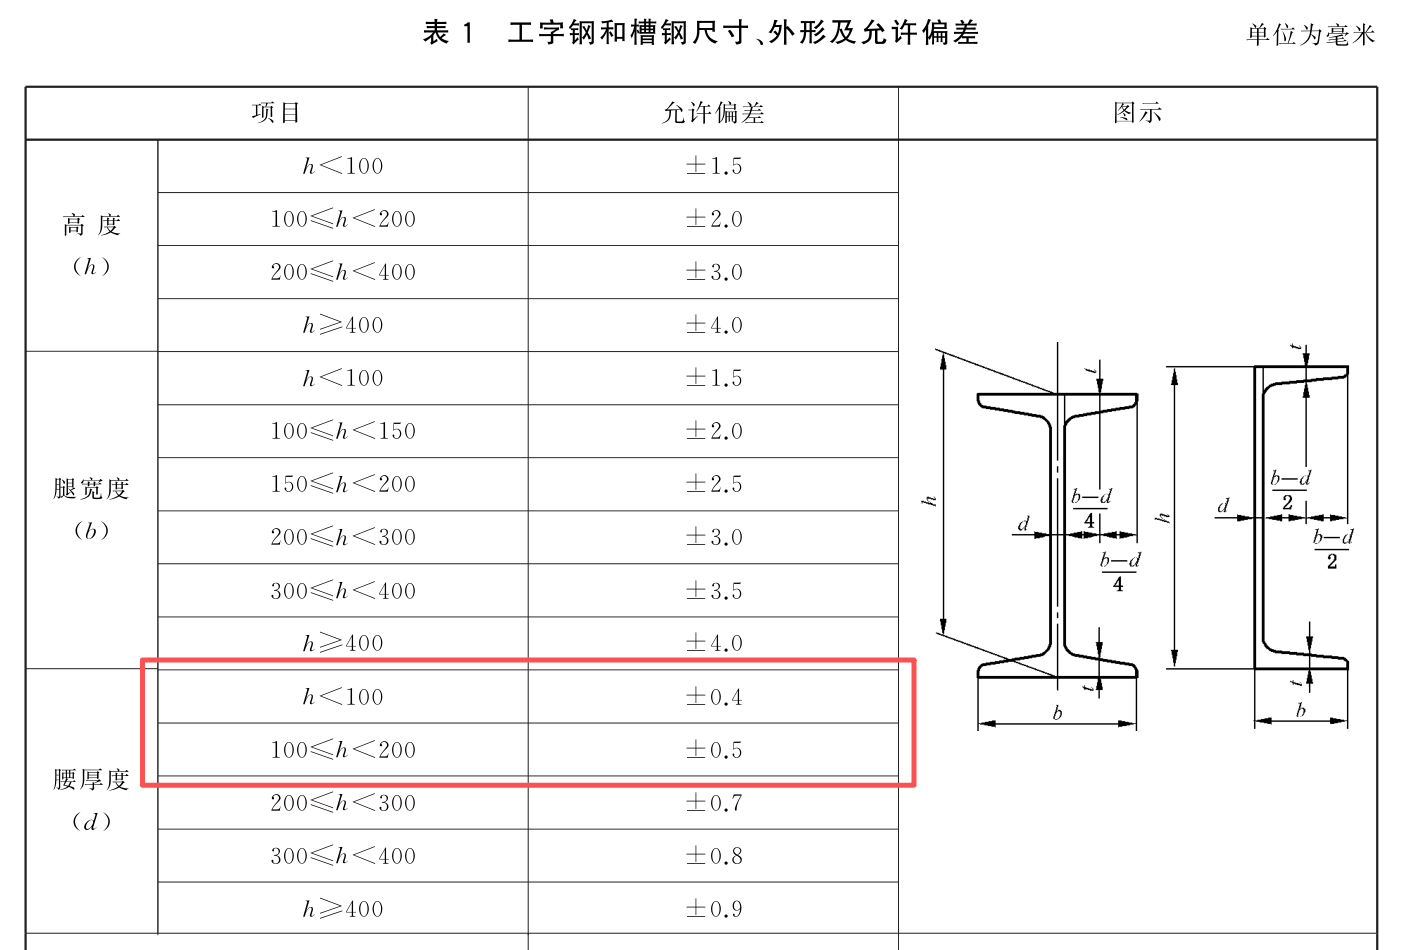 表 1 工字钢和槽钢尺寸、外形及允许偏差
单位为毫米
项目 允许偏差 图示
高 度
(h)
h<100 ±1.5
100≤h<200 ±2.0
200≤h<400 ±3.0
h≥400 ±4.0
腿宽度
(b)
h<100 ±1.5
100≤h<150 ±2.0
150≤h<200 ±2.5
200≤h<300 ±3.0
300≤h<400 ±3.5
h≥400 ±4.0
腰厚度
(d)
h<100 ±0.4
100≤h<200 ±0.5
200≤h<300 ±0.7
300≤h<400 ±0.8
h≥400 ±0.9
h
t
d
b-d
4
b-d
4
t
b
h
t
d
b-d
2
b-d
2
t
b